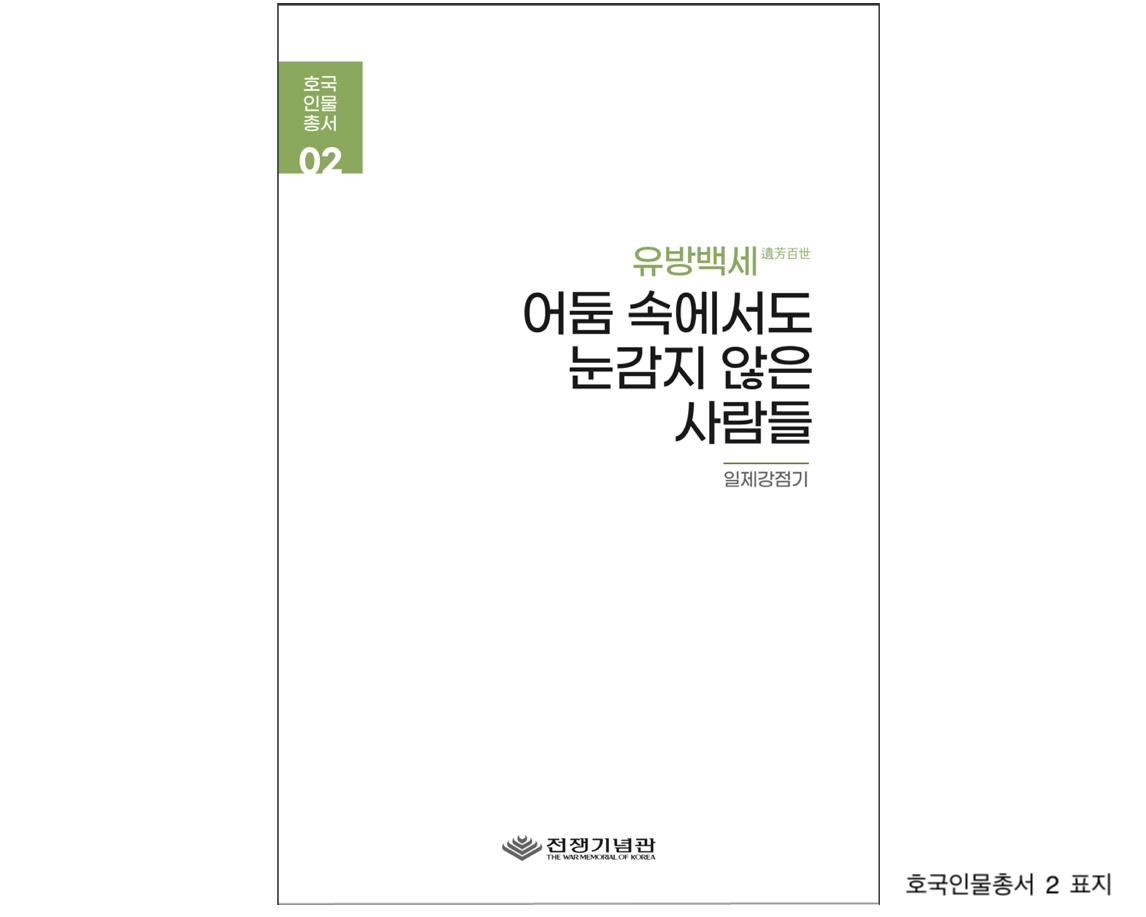 호국
인물
총서
02
유방백세 遺芳百世
어둠 속에서도
눈감지 않은
사람들
일제강점기
전쟁기념관
THE WAR MEMORIAL OF KOREA
호국인물총서 2 표지